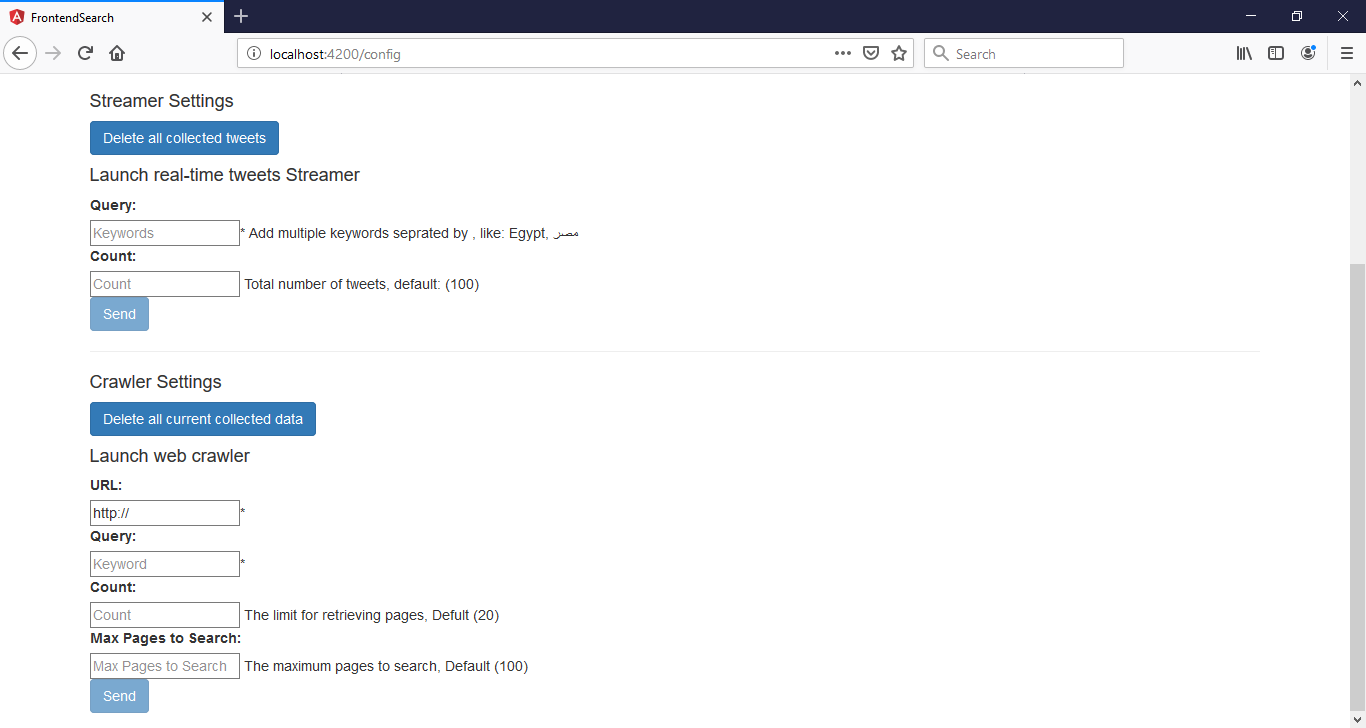 FrontendSearch
localhost:4200/config
Search
Streamer Settings
Delete all collected tweets
Launch real-time tweets Streamer
Query:
Keywords * Add multiple keywords seprated by , like: Egypt, مصر
Count:
Count Total number of tweets, default: (100)
Send
Crawler Settings
Delete all current collected data
Launch web crawler
URL:
http:// *
Query:
Keyword *
Count:
Count The limit for retrieving pages, Defult (20)
Max Pages to Search:
Max Pages to Search The maximum pages to search, Default (100)
Send